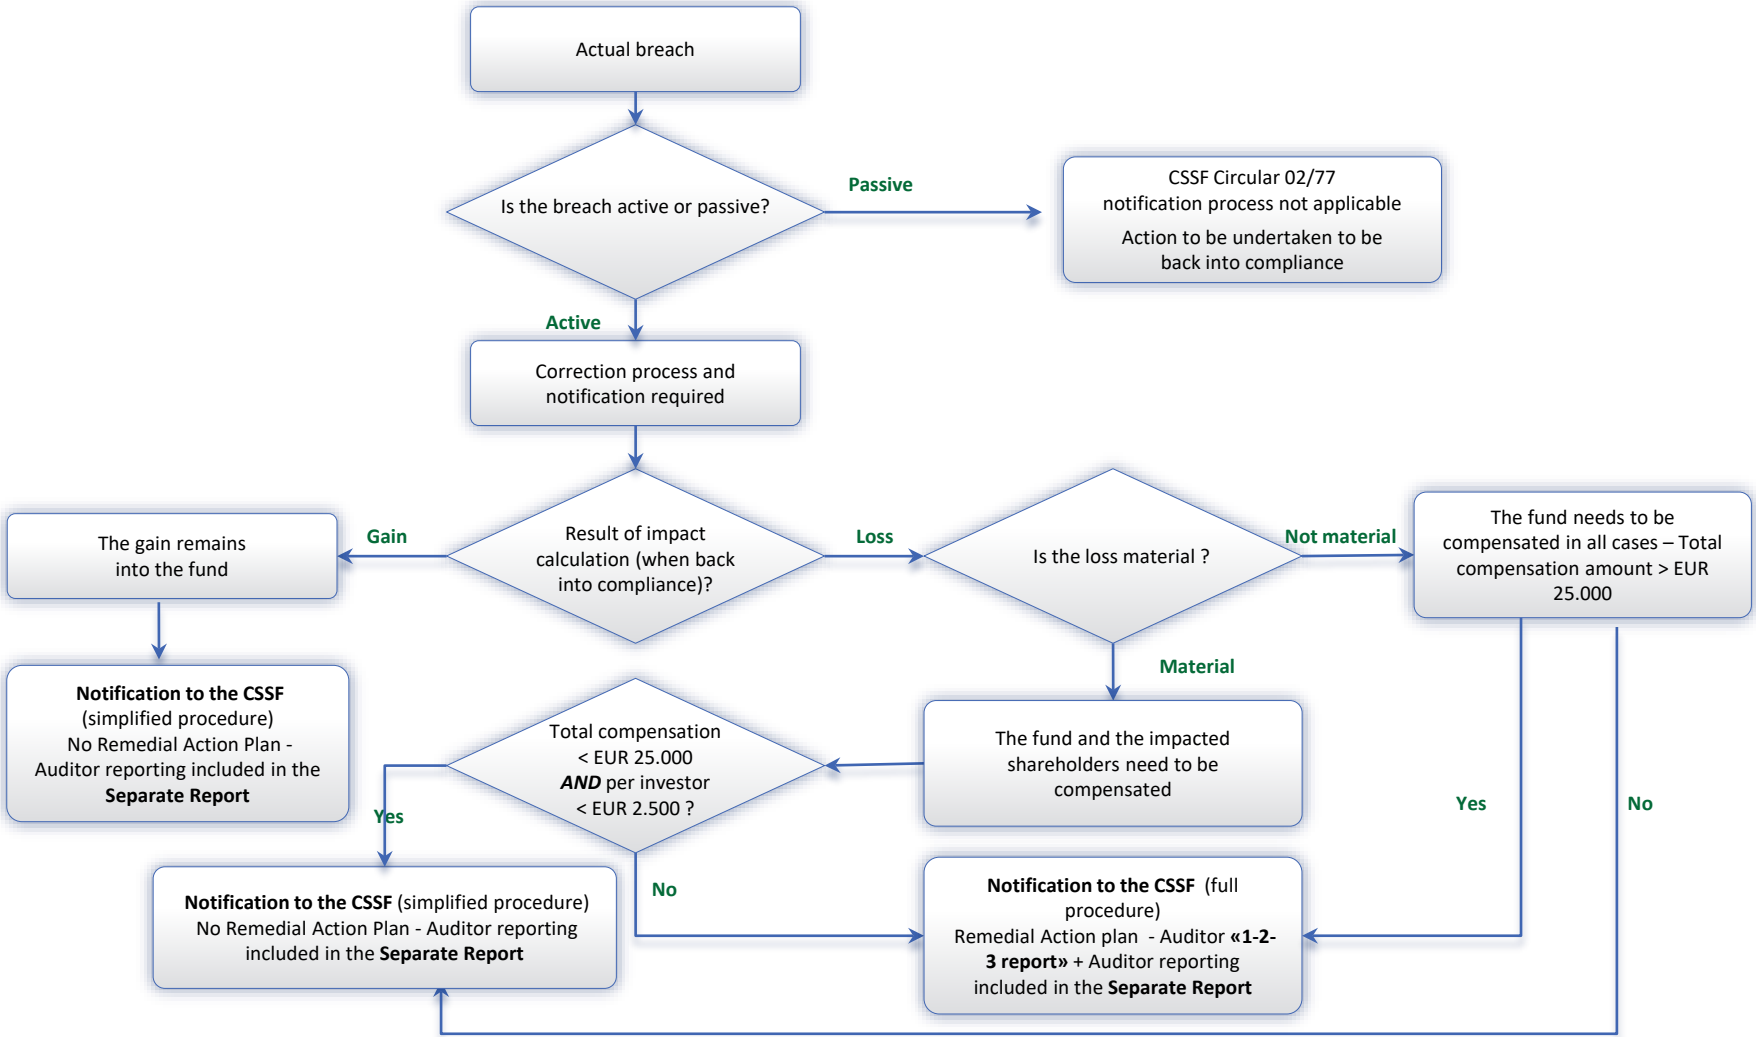 Actual breach
Is the breach active or passive?
Passive
CSSF Circular 02/77
notification process not applicable
Action to be undertaken to be
back into compliance
Active
Correction process and
notification required
Result of impact
calculation (when back
into compliance)?
Gain
The gain remains
into the fund
Notification to the CSSF
(simplified procedure)
No Remedial Action Plan -
Auditor reporting included in the
Separate Report
Loss
Is the loss material ?
Not material
The fund needs to be
compensated in all cases – Total
compensation amount > EUR
25.000
Material
The fund and the impacted
shareholders need to be
compensated
Total compensation
< EUR 25.000
AND per investor
< EUR 2.500 ?
Yes
No
Yes
No
Notification to the CSSF (simplified procedure)
No Remedial Action Plan - Auditor reporting
included in the Separate Report
Notification to the CSSF (full
procedure)
Remedial Action plan - Auditor «1-2-
3 report» + Auditor reporting
included in the Separate Report